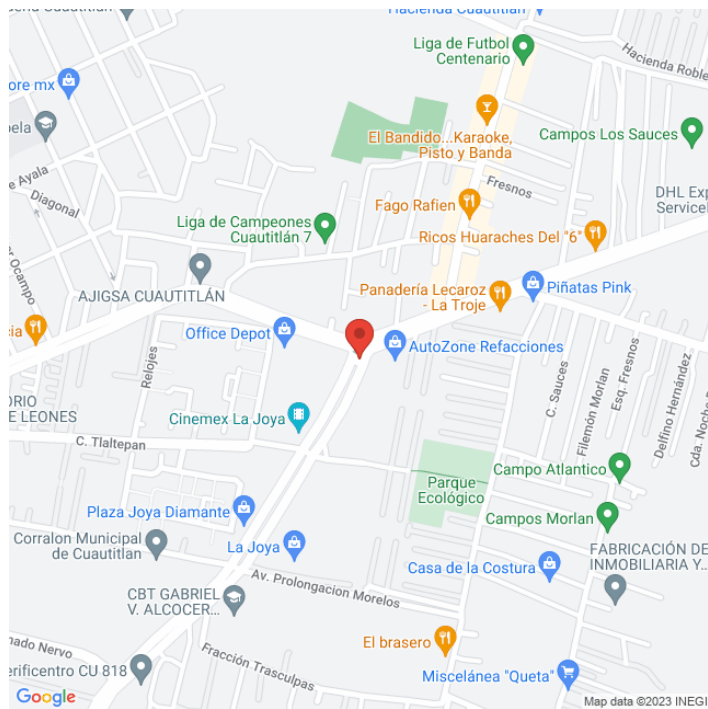 Hacienda Cuautitlán
Liga de Futbol
Centenario
ore mx
El Bandido...Karaoke,
Pisto y Banda
Campos Los Sauces
e Ayala
Diagonal
Fresnos
DHL Exp
Servicel
Fago Rafien
Liga de Campeones
Cuautitlán 7
Ricos Huaraches Del "6"
AJIGSA CUAUTITLÁN
Panadería Lecaroz
- La Troje
Piñatas Pink
Office Depot
AutoZone Refacciones
Relojes
C. Sauces
Filemón Morlan
Esq. Fresnos
Delfino Hernández
ORIO
E LEONES
Cinemex La Joya
C. Tlaltepan
Campo Atlantico
Parque
Ecológico
Plaza Joya Diamante
Campos Morlan
Corralon Municipal
de Cuautitlan
La Joya
FABRICACIÓN DE
INMOBILIARIA Y...
Casa de la Costura
Av. Prolongacion Morelos
CBT GABRIEL
V. ALCOCER...
El brasero
nado Nervo
Fracción Trasculpas
erificentro CU 818
Miscelánea "Queta"
Google
Map data ©2023 INEGI